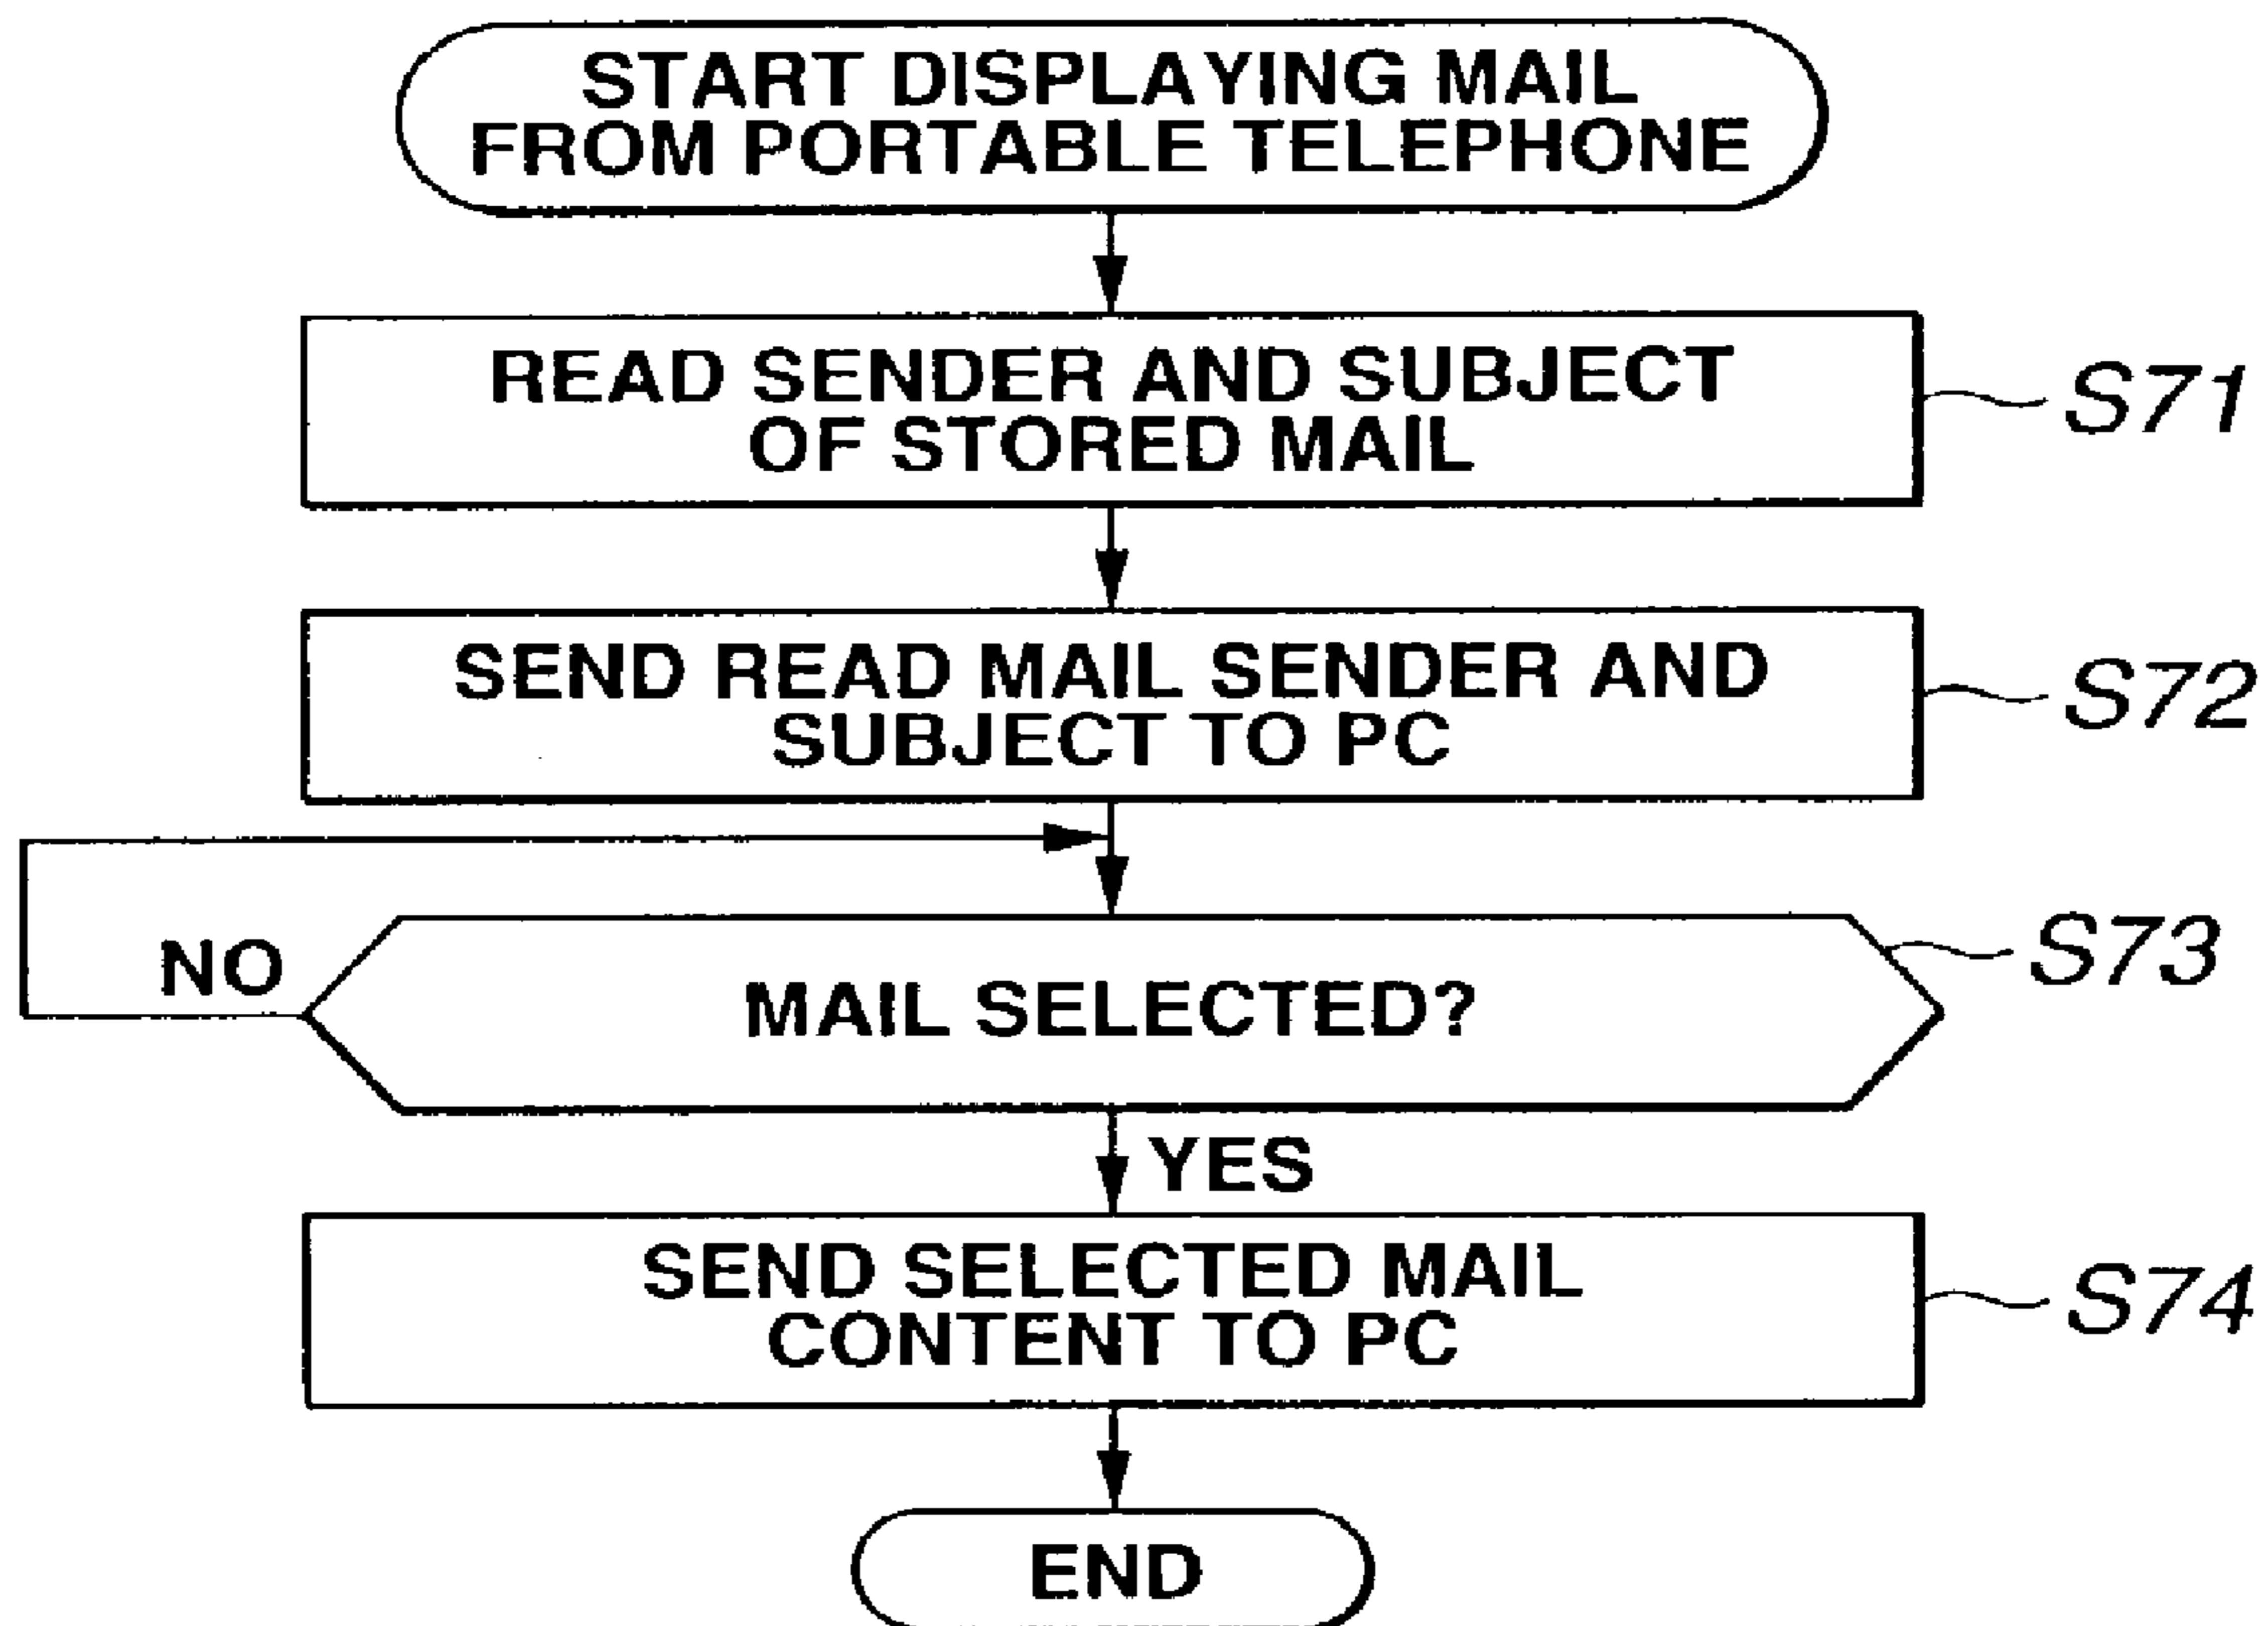 START DISPLAYING MAIL
FROM PORTABLE TELEPHONE
READ SENDER AND SUBJECT
OF STORED MAIL
S71
SEND READ MAIL SENDER AND
SUBJECT TO PC
S72
NO
MAIL SELECTED?
S73
YES
SEND SELECTED MAIL
CONTENT TO PC
S74
END